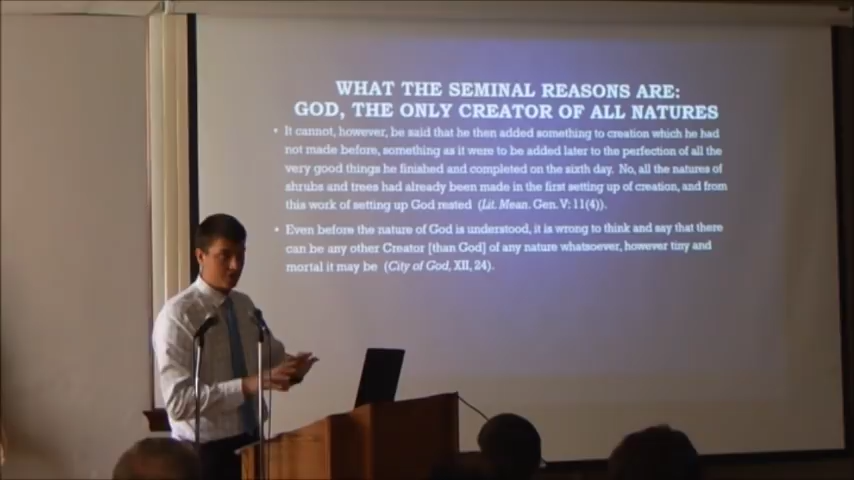 WHAT THE SEMINAL REASONS ARE:
GOD, THE ONLY CREATOR OF ALL NATURES
• It cannot, however, be said that he then added something to creation which he had
not made before, something as it were to be added later to the perfection of all the
very good things he finished and completed on the sixth day. No, all the natures of
shrubs and trees had already been made in the first setting up of creation, and from
this work of setting up God rested (Lit. Mean. Gen. V: 11(4)).
• Even before the nature of God is understood, it is wrong to think and say that there
can be any other Creator [than God] of any nature whatsoever, however tiny and
mortal it may be (City of God, XII, 24).